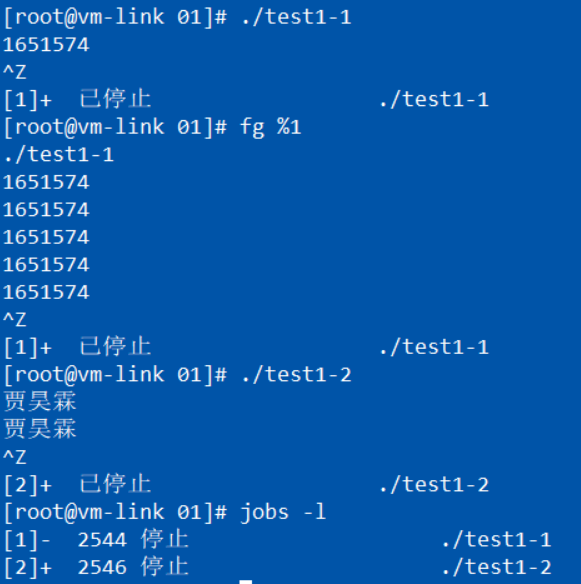 [root@vm-link 01]# ./test1-1
1651574
^Z
[1]+  已停止                  ./test1-1
[root@vm-link 01]# fg %1
./test1-1
1651574
1651574
1651574
1651574
1651574
^Z
[1]+  已停止                  ./test1-1
[root@vm-link 01]# ./test1-2
贾昊霖
贾昊霖
^Z
[2]+  已停止                  ./test1-2
[root@vm-link 01]# jobs -l
[1]-  2544 停止                  ./test1-1
[2]+  2546 停止                  ./test1-2